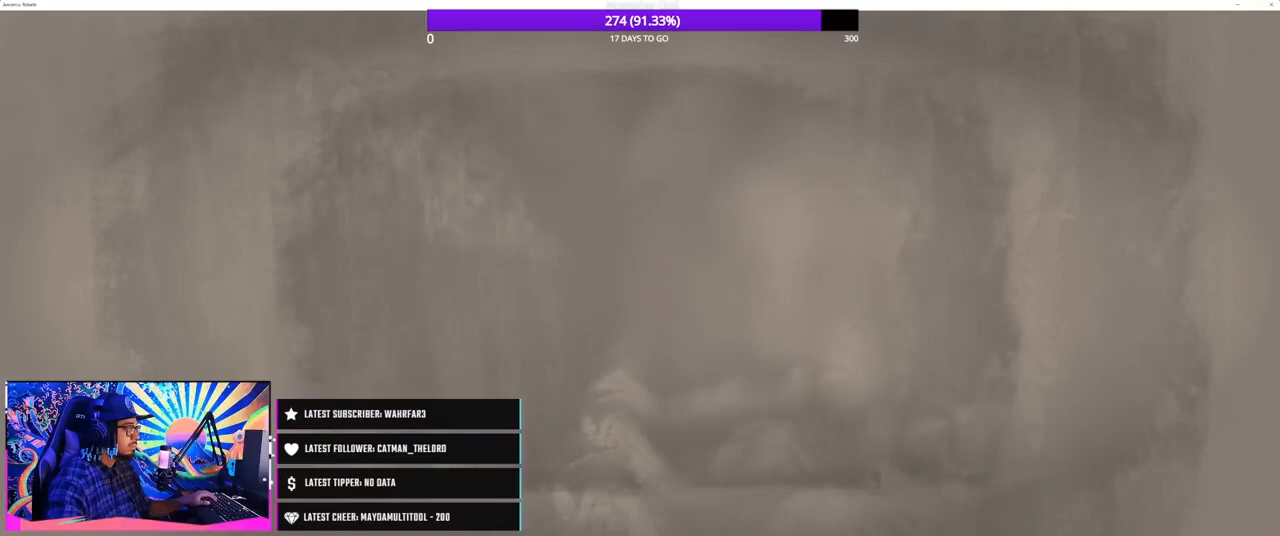 274 (91.33%)
0
17 DAYS TO GO
300
LATEST SUBSCRIBER: WAHRFAR3
LATEST FOLLOWER: CATMAN_THELORD
LATEST TIPPER: NO DATA
LATEST CHEER: MAYDAMULTITOOL - 200